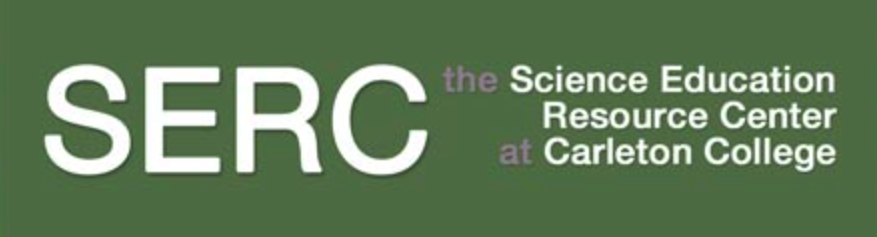 SERC
the Science Education
Resource Center
at Carleton College